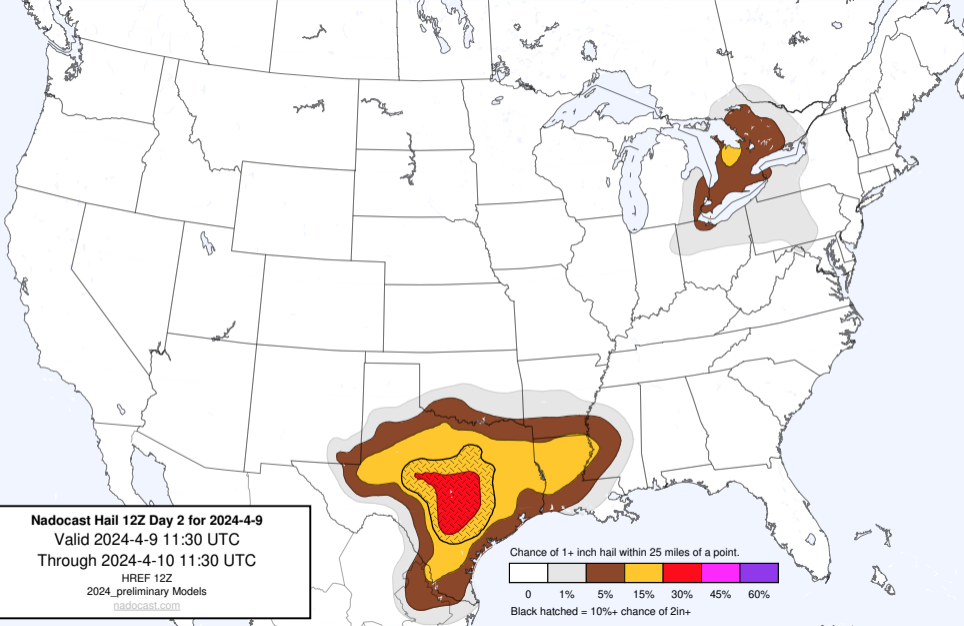 Nadocast Hail 12Z Day 2 for 2024-4-9
Valid 2024-4-9 11:30 UTC
Through 2024-4-10 11:30 UTC
HREF 12Z
2024_preliminary Models
nadocast.com
Chance of 1+ inch hail within 25 miles of a point.
0 1% 5% 15% 30% 45% 60%
Black hatched = 10%+ chance of 2in+